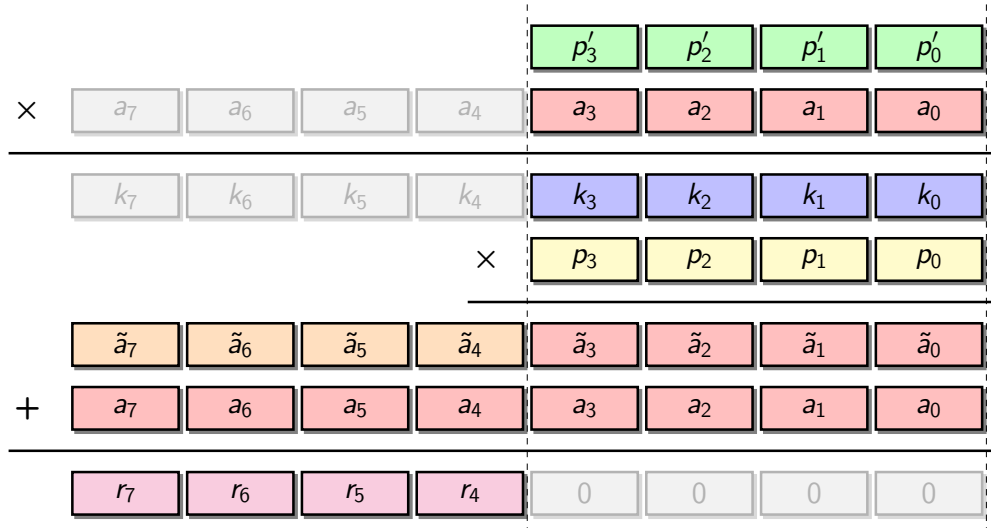 p′₃ p′₂ p′₁ p′₀
× a₇ a₆ a₅ a₄ a₃ a₂ a₁ a₀
k₇ k₆ k₅ k₄ k₃ k₂ k₁ k₀
× p₃ p₂ p₁ p₀
ã₇ ã₆ ã₅ ã₄ ã₃ ã₂ ã₁ ã₀
+ a₇ a₆ a₅ a₄ a₃ a₂ a₁ a₀
r₇ r₆ r₅ r₄ 0 0 0 0